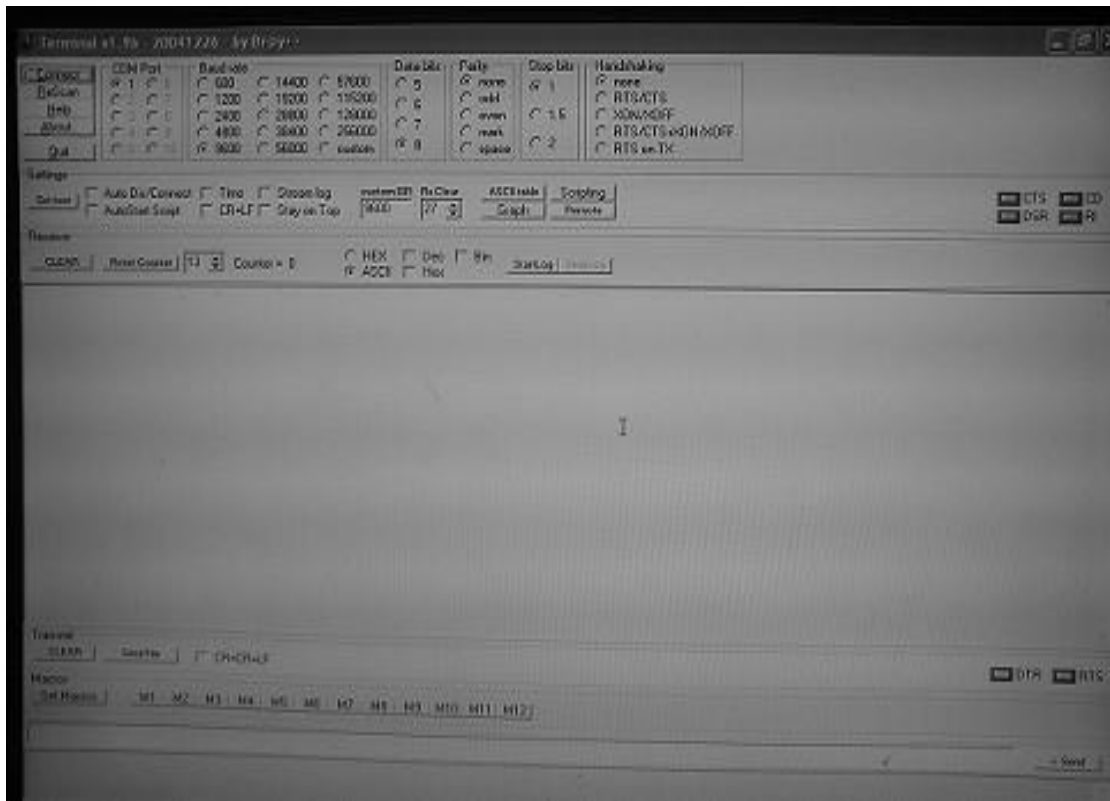 Terminal v1.9b - 20041226 - by Br@y++
Connect
ReScan
Help
About
Quit
COM Port
1
Baud rate
600 14400 57600
1200 19200 115200
2400 28800 128000
4800 38400 256000
9600 56000 custom
Data bits
5
6
7
8
Parity
none
odd
even
mark
space
Stop bits
1
1.5
2
Handshaking
none
RTS/CTS
XON/XOFF
RTS/CTS+XON/XOFF
RTS on TX
Settings
Set font
Auto Dis/Connect Time Stream log
AutoStart Script CR=LF Stay on Top
custom BR Rx Clear
9600 27
ASCII table Scripting
Graph Remote
CTS CD
DSR RI
Receive
CLEAR Reset Counter 13 Counter = 0
HEX Dec Bin
ASCII Hex
StartLog
Transmit
CLEAR Send File CR=CR+LF
DTR RTS
Macros
Set Macros M1 M2 M3 M4 M5 M6 M7 M8 M9 M10 M11 M12
-> Send